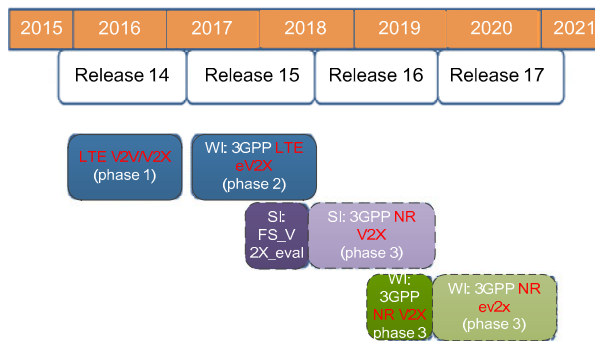 2015 2016 2017 2018 2019 2020 2021
Release 14 Release 15 Release 16 Release 17
LTE V2V/V2X
(phase 1)
WI: 3GPP LTE
eV2X
(phase 2)
SI:
FS_V
2X_eval
SI: 3GPP NR
V2X
(phase 3)
WI:
3GPP
NR V2X
phase 3
WI: 3GPP NR
ev2x
(phase 3)